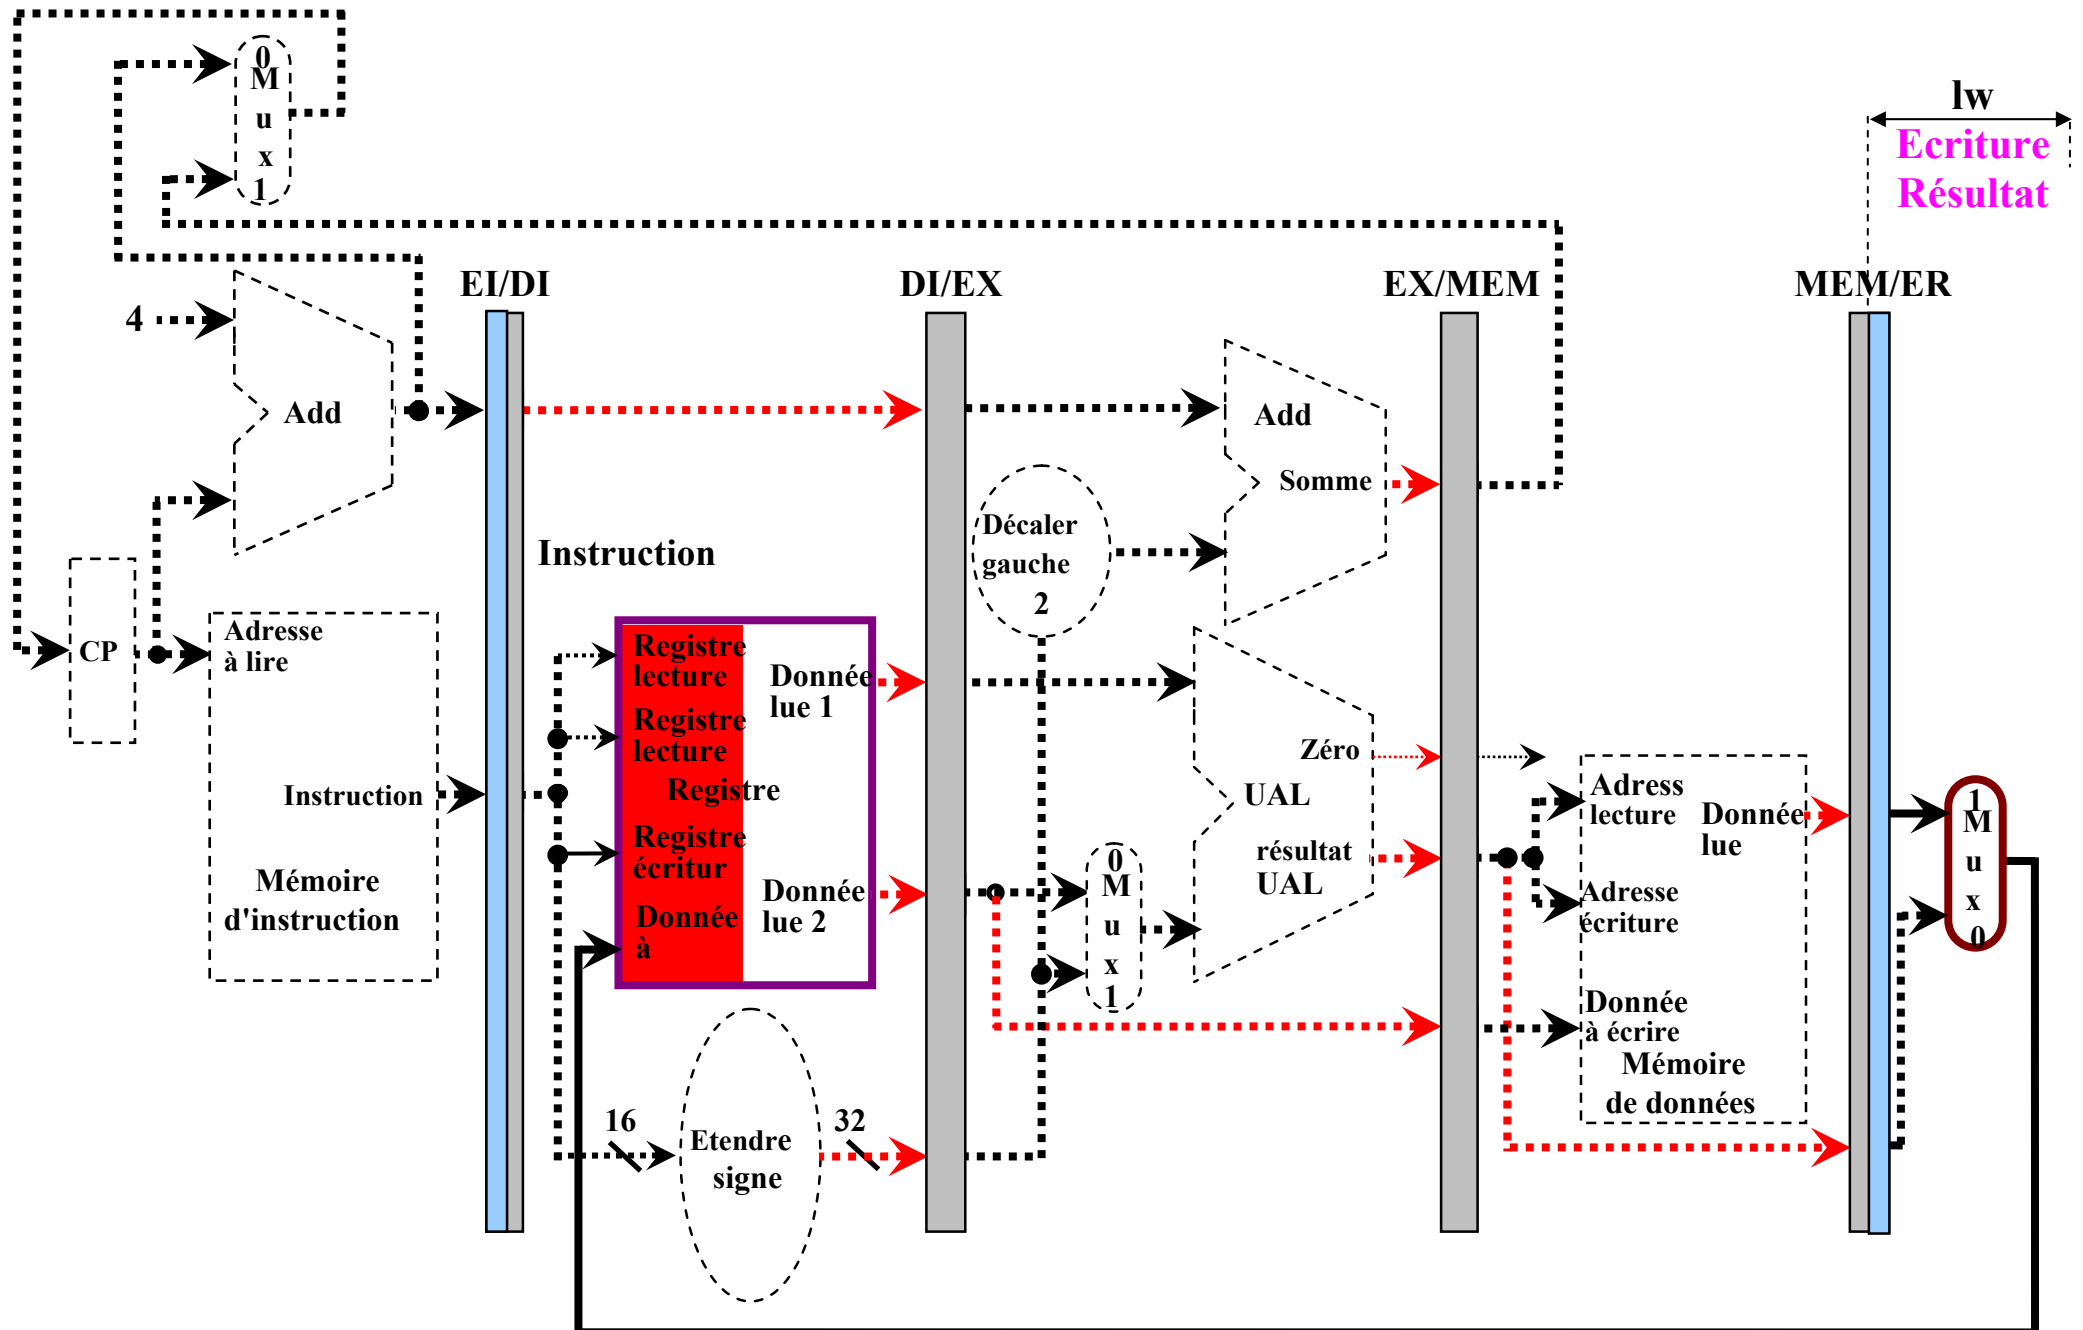 0
M
u
x
1
lw
Ecriture
Résultat
EI/DI
DI/EX
EX/MEM
MEM/ER
4
Add
Add
Somme
Décaler
gauche
2
Instruction
CP
Adresse
à lire
Instruction
Mémoire
d'instruction
Registre
lecture
Registre
lecture
Registre
Registre
écritur
Donnée
à
Donnée
lue 1
Donnée
lue 2
Zéro
UAL
résultat
UAL
0
M
u
x
1
Adress
lecture
Donnée
lue
Adresse
écriture
Donnée
à écrire
Mémoire
de données
1
M
u
x
0
16
Etendre
signe
32